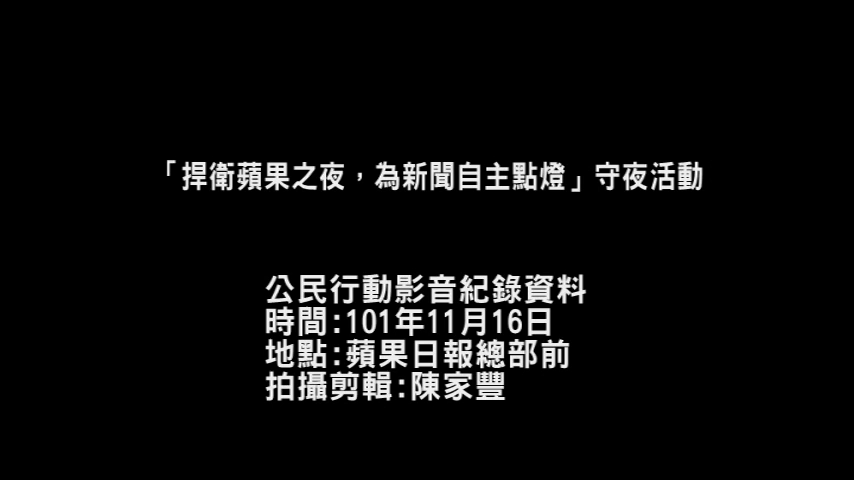 「捍衛蘋果之夜，為新聞自主點燈」守夜活動
公民行動影音紀錄資料
時間:101年11月16日
地點:蘋果日報總部前
拍攝剪輯:陳家豐